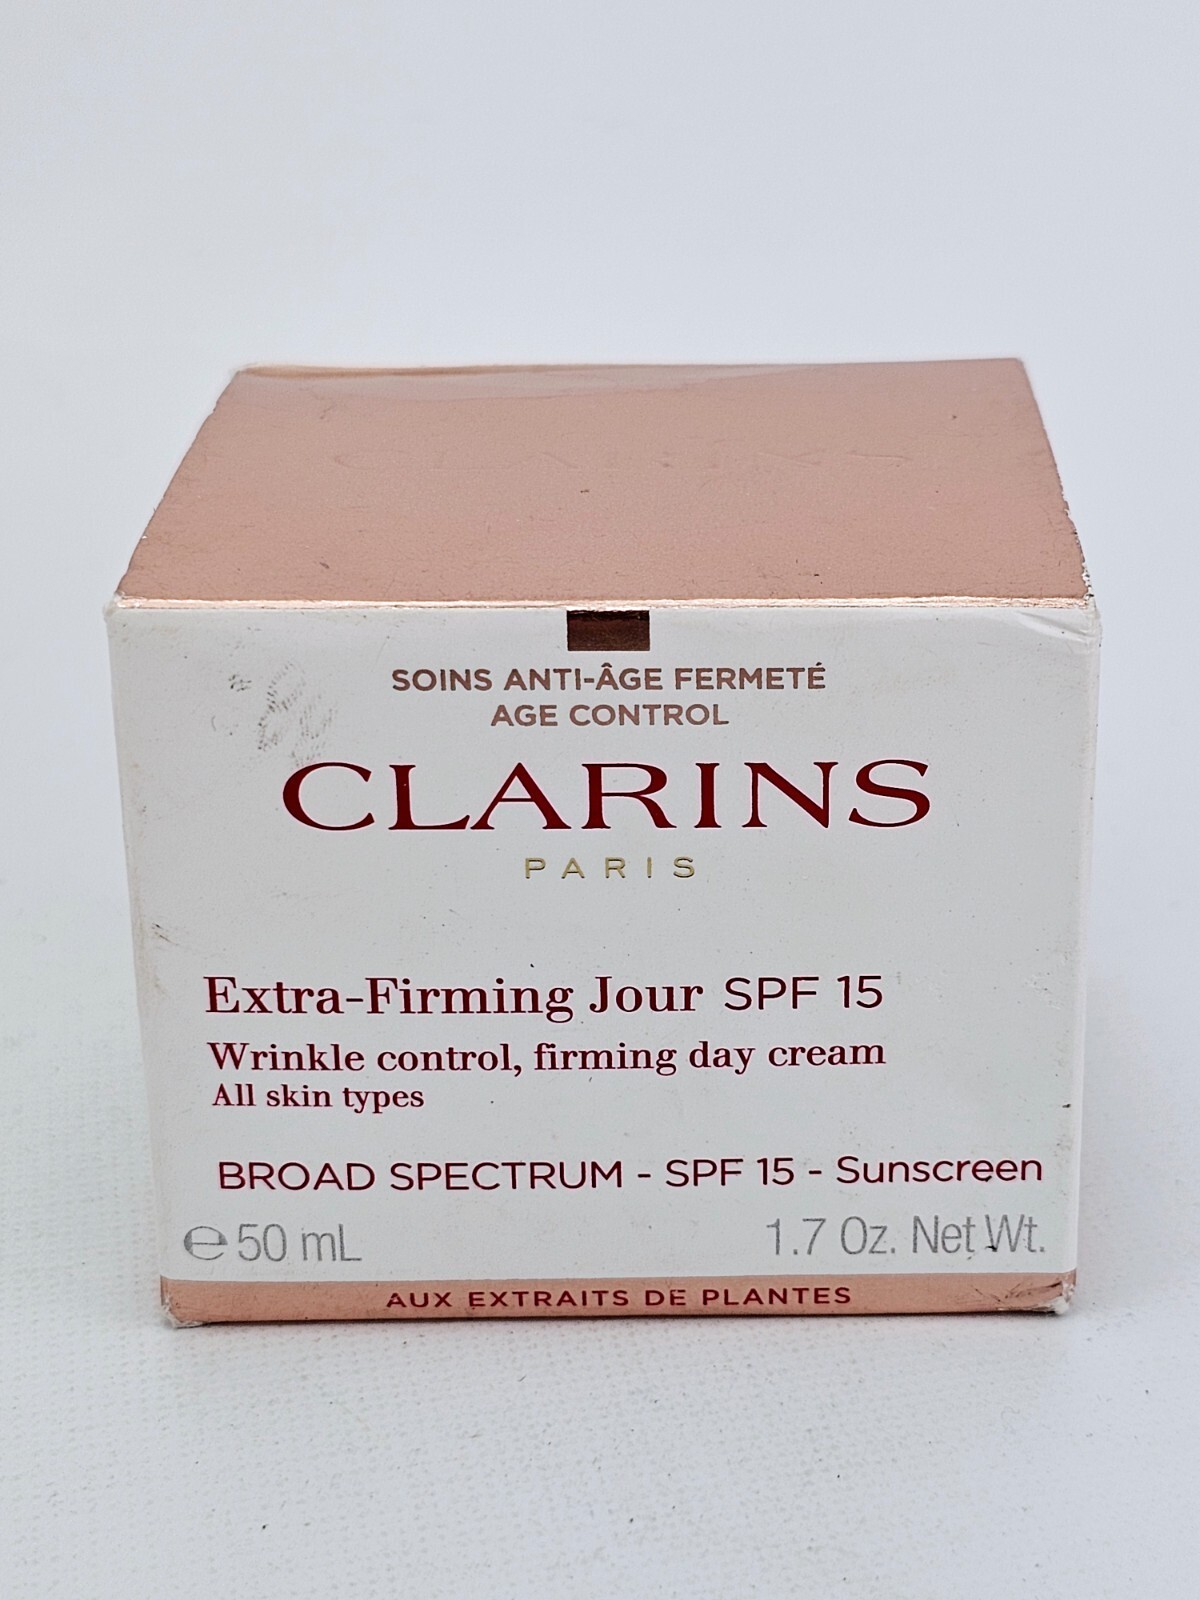 CLARINS
SOINS ANTI-ÂGE FERMETÉ
AGE CONTROL
CLARINS
PARIS
Extra-Firming Jour SPF 15
Wrinkle control, firming day cream
All skin types
BROAD SPECTRUM - SPF 15 - Sunscreen
℮ 50 mL 1.7 Oz. Net Wt.
AUX EXTRAITS DE PLANTES